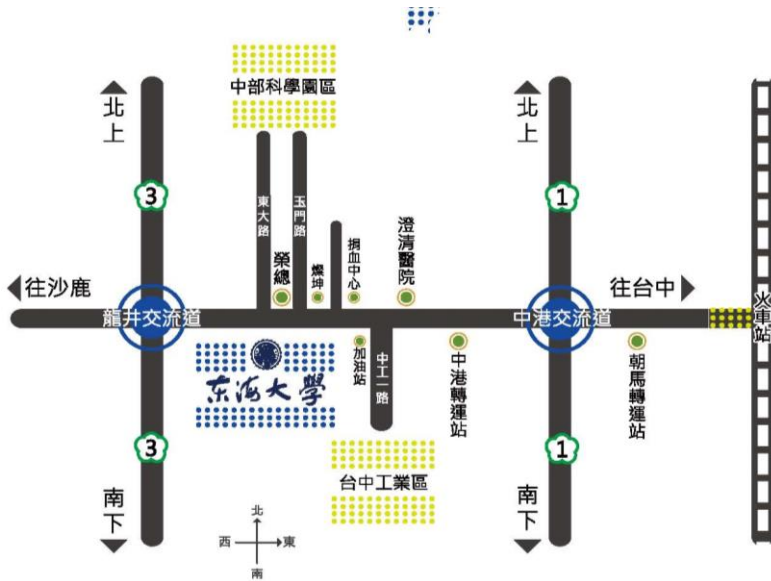 中部科學園區
北上
北上
3
東大路
玉門路
1
榮總
燦坤
捐血中心
澄清醫院
往沙鹿
往台中
龍井交流道
中港交流道
火車站
东海大學
加油站
中工一路
中港轉運站
朝馬轉運站
3
1
台中工業區
南下
南下
北
西
東
南